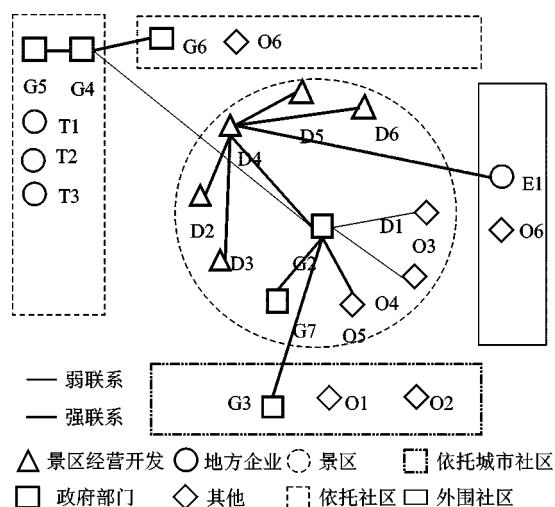 G6
O6
G5
G4
T1
T2
T3
D5
D6
D4
E1
D2
D1
O3
O6
D3
G2
O4
G7
O5
弱联系
强联系
G3
O1
O2
景区经营开发 地方企业 景区 依托城市社区
政府部门 其他 依托社区 外围社区